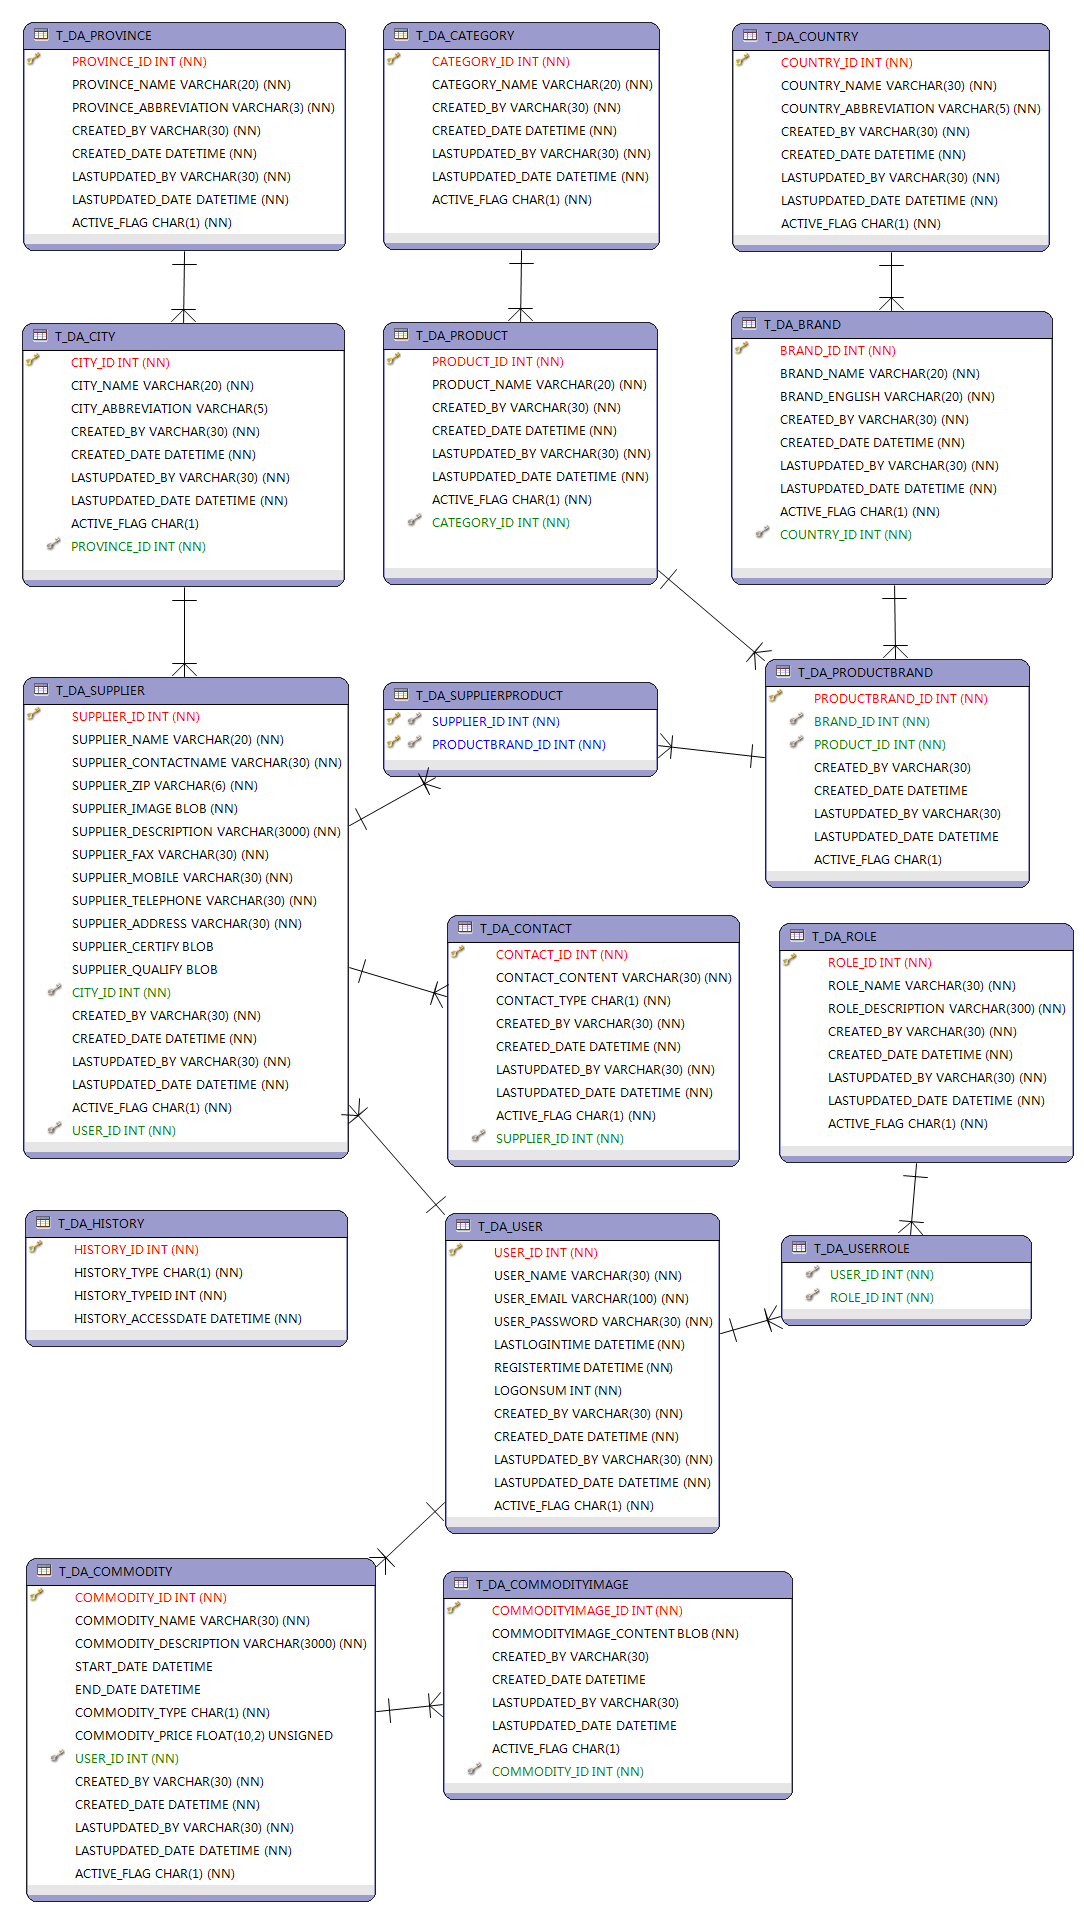 T_DA_PROVINCE
PROVINCE_ID INT (NN)
PROVINCE_NAME VARCHAR(20) (NN)
PROVINCE_ABBREVIATION VARCHAR(3) (NN)
CREATED_BY VARCHAR(30) (NN)
CREATED_DATE DATETIME (NN)
LASTUPDATED_BY VARCHAR(30) (NN)
LASTUPDATED_DATE DATETIME (NN)
ACTIVE_FLAG CHAR(1) (NN)
T_DA_CATEGORY
CATEGORY_ID INT (NN)
CATEGORY_NAME VARCHAR(20) (NN)
CREATED_BY VARCHAR(30) (NN)
CREATED_DATE DATETIME (NN)
LASTUPDATED_BY VARCHAR(30) (NN)
LASTUPDATED_DATE DATETIME (NN)
ACTIVE_FLAG CHAR(1) (NN)
T_DA_COUNTRY
COUNTRY_ID INT (NN)
COUNTRY_NAME VARCHAR(30) (NN)
COUNTRY_ABBREVIATION VARCHAR(5) (NN)
CREATED_BY VARCHAR(30) (NN)
CREATED_DATE DATETIME (NN)
LASTUPDATED_BY VARCHAR(30) (NN)
LASTUPDATED_DATE DATETIME (NN)
ACTIVE_FLAG CHAR(1) (NN)
T_DA_CITY
CITY_ID INT (NN)
CITY_NAME VARCHAR(20) (NN)
CITY_ABBREVIATION VARCHAR(5)
CREATED_BY VARCHAR(30) (NN)
CREATED_DATE DATETIME (NN)
LASTUPDATED_BY VARCHAR(30) (NN)
LASTUPDATED_DATE DATETIME (NN)
ACTIVE_FLAG CHAR(1)
PROVINCE_ID INT (NN)
T_DA_PRODUCT
PRODUCT_ID INT (NN)
PRODUCT_NAME VARCHAR(20) (NN)
CREATED_BY VARCHAR(30) (NN)
CREATED_DATE DATETIME (NN)
LASTUPDATED_BY VARCHAR(30) (NN)
LASTUPDATED_DATE DATETIME (NN)
ACTIVE_FLAG CHAR(1) (NN)
CATEGORY_ID INT (NN)
T_DA_BRAND
BRAND_ID INT (NN)
BRAND_NAME VARCHAR(20) (NN)
BRAND_ENGLISH VARCHAR(20) (NN)
CREATED_BY VARCHAR(30) (NN)
CREATED_DATE DATETIME (NN)
LASTUPDATED_BY VARCHAR(30) (NN)
LASTUPDATED_DATE DATETIME (NN)
ACTIVE_FLAG CHAR(1) (NN)
COUNTRY_ID INT (NN)
T_DA_SUPPLIER
SUPPLIER_ID INT (NN)
SUPPLIER_NAME VARCHAR(20) (NN)
SUPPLIER_CONTACTNAME VARCHAR(30) (NN)
SUPPLIER_ZIP VARCHAR(6) (NN)
SUPPLIER_IMAGE BLOB (NN)
SUPPLIER_DESCRIPTION VARCHAR(3000) (NN)
SUPPLIER_FAX VARCHAR(30) (NN)
SUPPLIER_MOBILE VARCHAR(30) (NN)
SUPPLIER_TELEPHONE VARCHAR(30) (NN)
SUPPLIER_ADDRESS VARCHAR(30) (NN)
SUPPLIER_CERTIFY BLOB
SUPPLIER_QUALIFY BLOB
CITY_ID INT (NN)
CREATED_BY VARCHAR(30) (NN)
CREATED_DATE DATETIME (NN)
LASTUPDATED_BY VARCHAR(30) (NN)
LASTUPDATED_DATE DATETIME (NN)
ACTIVE_FLAG CHAR(1) (NN)
USER_ID INT (NN)
T_DA_SUPPLIERPRODUCT
SUPPLIER_ID INT (NN)
PRODUCTBRAND_ID INT (NN)
T_DA_PRODUCTBRAND
PRODUCTBRAND_ID INT (NN)
BRAND_ID INT (NN)
PRODUCT_ID INT (NN)
CREATED_BY VARCHAR(30)
CREATED_DATE DATETIME
LASTUPDATED_BY VARCHAR(30)
LASTUPDATED_DATE DATETIME
ACTIVE_FLAG CHAR(1)
T_DA_CONTACT
CONTACT_ID INT (NN)
CONTACT_CONTENT VARCHAR(30) (NN)
CONTACT_TYPE CHAR(1) (NN)
CREATED_BY VARCHAR(30) (NN)
CREATED_DATE DATETIME (NN)
LASTUPDATED_BY VARCHAR(30) (NN)
LASTUPDATED_DATE DATETIME (NN)
ACTIVE_FLAG CHAR(1) (NN)
SUPPLIER_ID INT (NN)
T_DA_ROLE
ROLE_ID INT (NN)
ROLE_NAME VARCHAR(30) (NN)
ROLE_DESCRIPTION VARCHAR(300) (NN)
CREATED_BY VARCHAR(30) (NN)
CREATED_DATE DATETIME (NN)
LASTUPDATED_BY VARCHAR(30) (NN)
LASTUPDATED_DATE DATETIME (NN)
ACTIVE_FLAG CHAR(1) (NN)
T_DA_HISTORY
HISTORY_ID INT (NN)
HISTORY_TYPE CHAR(1) (NN)
HISTORY_TYPEID INT (NN)
HISTORY_ACCESSDATE DATETIME (NN)
T_DA_USER
USER_ID INT (NN)
USER_NAME VARCHAR(30) (NN)
USER_EMAIL VARCHAR(100) (NN)
USER_PASSWORD VARCHAR(30) (NN)
LASTLOGINTIME DATETIME (NN)
REGISTERTIME DATETIME (NN)
LOGONSUM INT (NN)
CREATED_BY VARCHAR(30) (NN)
CREATED_DATE DATETIME (NN)
LASTUPDATED_BY VARCHAR(30) (NN)
LASTUPDATED_DATE DATETIME (NN)
ACTIVE_FLAG CHAR(1) (NN)
T_DA_USERROLE
USER_ID INT (NN)
ROLE_ID INT (NN)
T_DA_COMMODITY
COMMODITY_ID INT (NN)
COMMODITY_NAME VARCHAR(30) (NN)
COMMODITY_DESCRIPTION VARCHAR(3000) (NN)
START_DATE DATETIME
END_DATE DATETIME
COMMODITY_TYPE CHAR(1) (NN)
COMMODITY_PRICE FLOAT(10,2) UNSIGNED
USER_ID INT (NN)
CREATED_BY VARCHAR(30) (NN)
CREATED_DATE DATETIME (NN)
LASTUPDATED_BY VARCHAR(30) (NN)
LASTUPDATED_DATE DATETIME (NN)
ACTIVE_FLAG CHAR(1) (NN)
T_DA_COMMODITYIMAGE
COMMODITYIMAGE_ID INT (NN)
COMMODITYIMAGE_CONTENT BLOB (NN)
CREATED_BY VARCHAR(30)
CREATED_DATE DATETIME
LASTUPDATED_BY VARCHAR(30)
LASTUPDATED_DATE DATETIME
ACTIVE_FLAG CHAR(1)
COMMODITY_ID INT (NN)